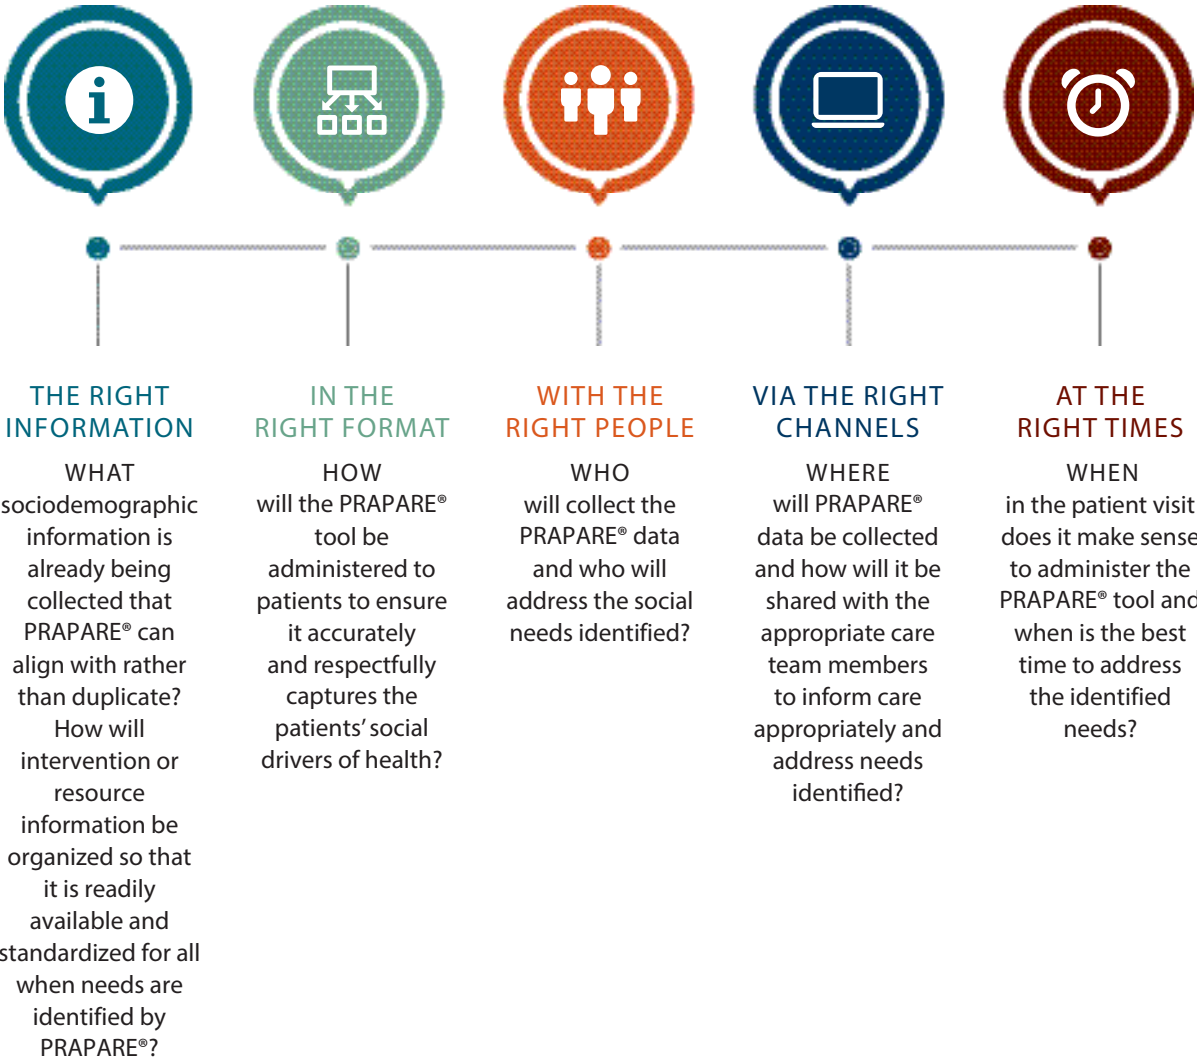 THE RIGHT
INFORMATION
WHAT
sociodemographic
information is
already being
collected that
PRAPARE® can
align with rather
than duplicate?
How will
intervention or
resource
information be
organized so that
it is readily
available and
standardized for all
when needs are
identified by
PRAPARE®?
IN THE
RIGHT FORMAT
HOW
will the PRAPARE®
tool be
administered to
patients to ensure
it accurately
and respectfully
captures the
patients’ social
drivers of health?
WITH THE
RIGHT PEOPLE
WHO
will collect the
PRAPARE® data
and who will
address the social
needs identified?
VIA THE RIGHT
CHANNELS
WHERE
will PRAPARE®
data be collected
and how will it be
shared with the
appropriate care
team members
to inform care
appropriately and
address needs
identified?
AT THE
RIGHT TIMES
WHEN
in the patient visit
does it make sense
to administer the
PRAPARE® tool and
when is the best
time to address
the identified
needs?